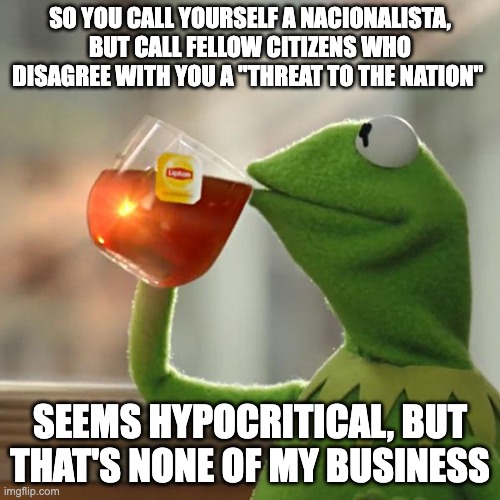 SO YOU CALL YOURSELF A NACIONALISTA,
BUT CALL FELLOW CITIZENS WHO
DISAGREE WITH YOU A "THREAT TO THE NATION"
Lipton
SEEMS HYPOCRITICAL, BUT
THAT'S NONE OF MY BUSINESS
imgflip.com